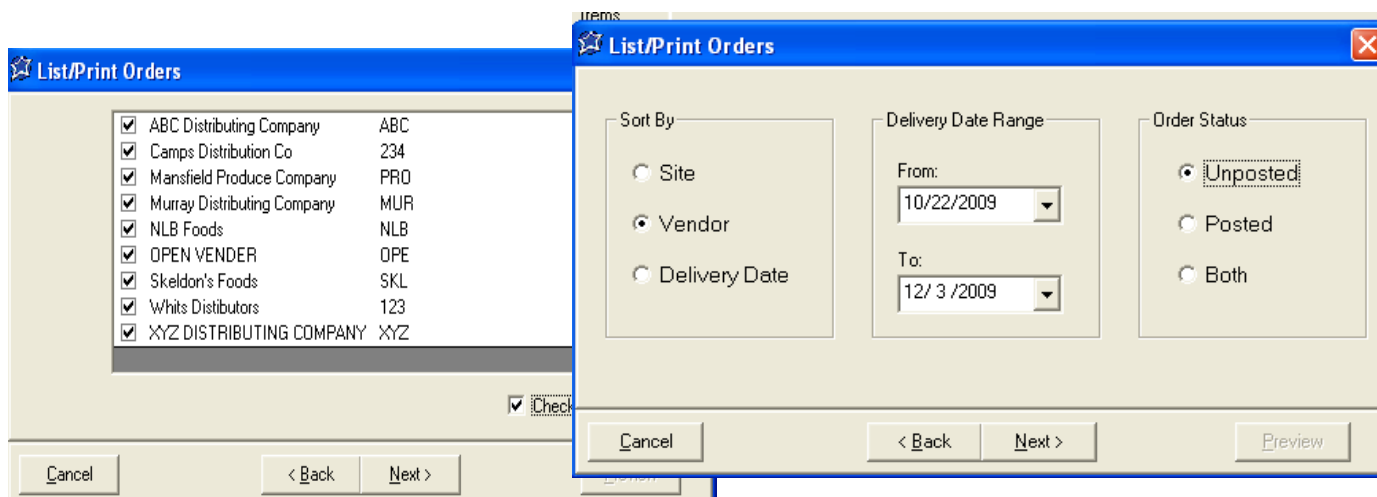 Items
List/Print Orders
ABC Distributing Company ABC
Camps Distribution Co 234
Mansfield Produce Company PRO
Murray Distributing Company MUR
NLB Foods NLB
OPEN VENDER OPE
Skeldon's Foods SKL
Whits Distibutors 123
XYZ DISTRIBUTING COMPANY XYZ
Check
Cancel < Back Next >
List/Print Orders
Sort By
Site
Vendor
Delivery Date
Delivery Date Range
From:
10/22/2009
To:
12/ 3 /2009
Order Status
Unposted
Posted
Both
Cancel < Back Next > Preview